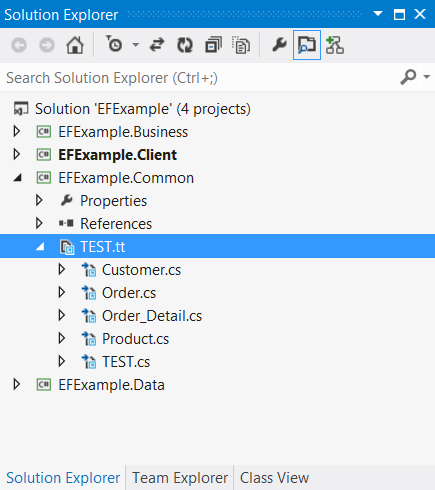 Solution Explorer
Search Solution Explorer (Ctrl+;)
Solution 'EFExample' (4 projects)
C# EFExample.Business
C# EFExample.Client
C# EFExample.Common
Properties
References
TEST.tt
Customer.cs
Order.cs
Order_Detail.cs
Product.cs
TEST.cs
C# EFExample.Data
Solution Explorer Team Explorer Class View